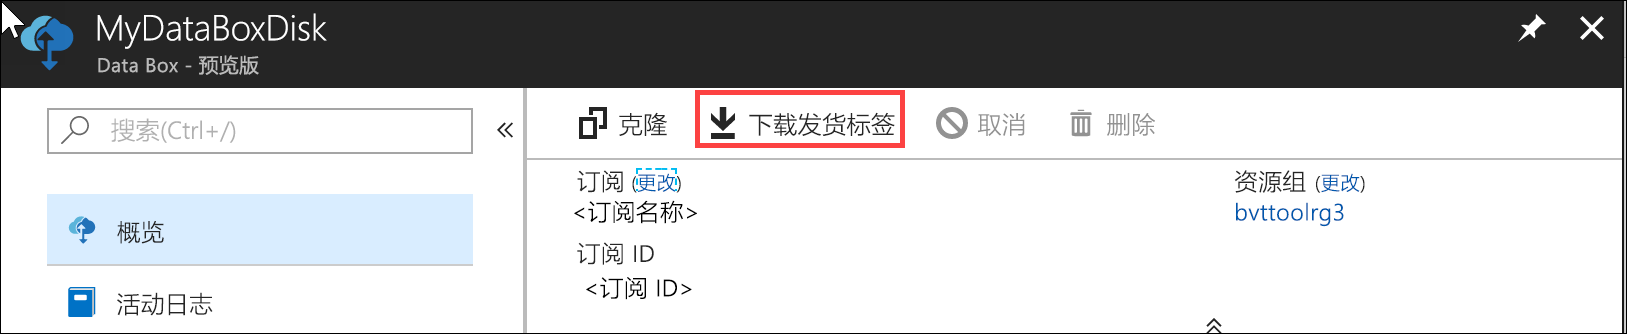 MyDataBoxDisk
Data Box - 预览版
搜索(Ctrl+/)
«
克隆
下载发货标签
取消
删除
概览
活动日志
订阅 (更改)
<订阅名称>
订阅 ID
<订阅 ID>
资源组 (更改)
bvttoolrg3